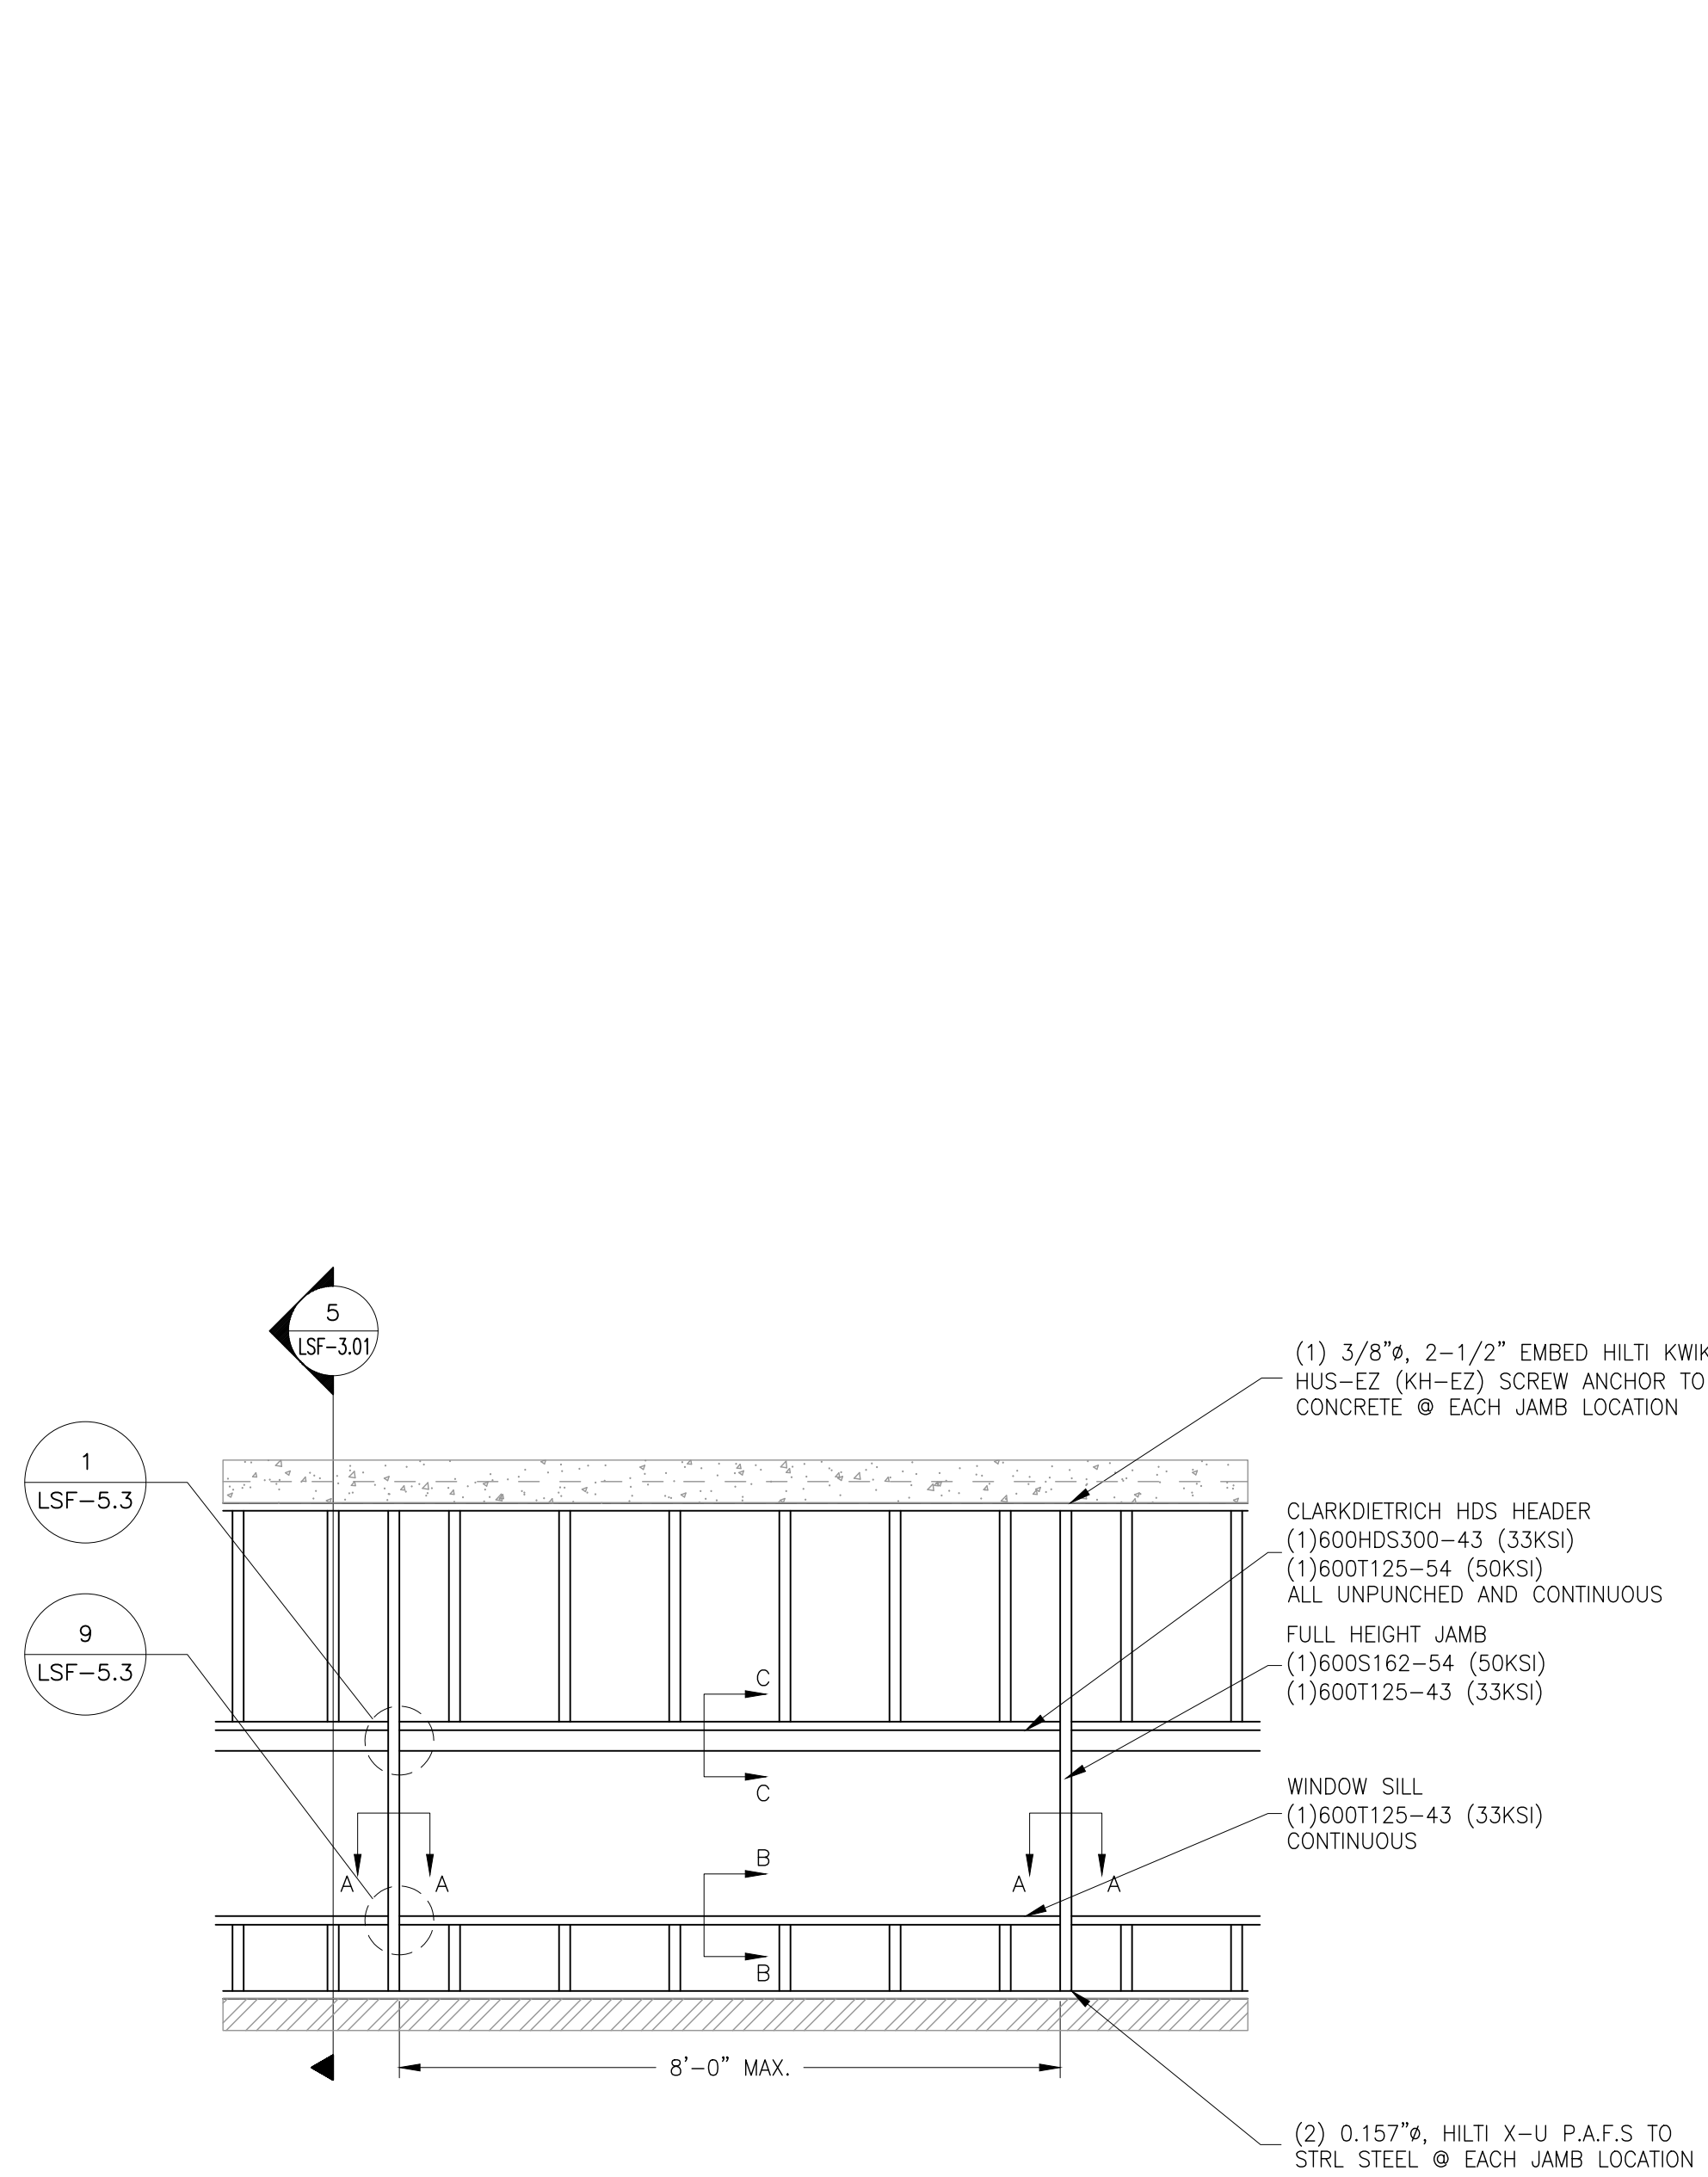 5
LSF-3.01
(1) 3/8"ø, 2-1/2" EMBED HILTI KWIK
HUS-EZ (KH-EZ) SCREW ANCHOR TO
CONCRETE @ EACH JAMB LOCATION
1
LSF-5.3
CLARKDIETRICH HDS HEADER
(1)600HDS300-43 (33KSI)
(1)600T125-54 (50KSI)
ALL UNPUNCHED AND CONTINUOUS
9
LSF-5.3
FULL HEIGHT JAMB
(1)600S162-54 (50KSI)
(1)600T125-43 (33KSI)
C
C
WINDOW SILL
(1)600T125-43 (33KSI)
CONTINUOUS
B
A A A A
B
8'-0" MAX.
(2) 0.157"ø, HILTI X-U P.A.F.S TO
STRL STEEL @ EACH JAMB LOCATION